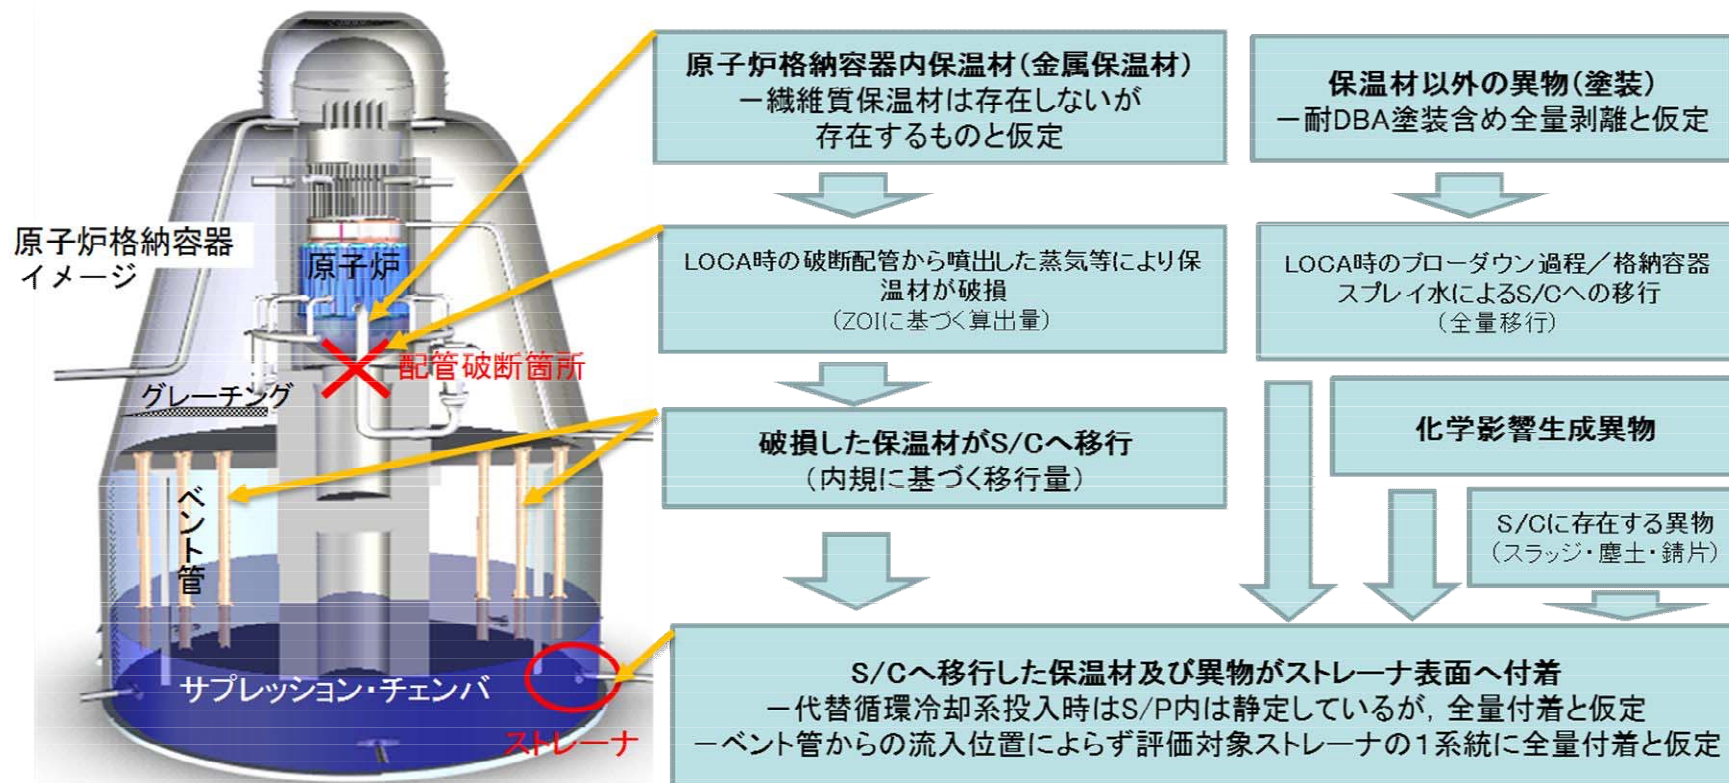 原子炉格納容器
イメージ
原子炉
配管破断箇所
グレーチング
ベント管
サプレッション・チェンバ
ストレーナ
原子炉格納容器内保温材(金属保温材)
－繊維質保温材は存在しないが
存在するものと仮定
LOCA時の破断配管から噴出した蒸気等により保
温材が破損
(ZOIに基づく算出量)
破損した保温材がS/Cへ移行
(内規に基づく移行量)
保温材以外の異物(塗装)
－耐DBA塗装含め全量剥離と仮定
LOCA時のブローダウン過程／格納容器
スプレイ水によるS/Cへの移行
(全量移行)
化学影響生成異物
S/Cに存在する異物
(スラッジ・塵土・錆片)
S/Cへ移行した保温材及び異物がストレーナ表面へ付着
－代替循環冷却系投入時はS/P内は静定しているが，全量付着と仮定
－ベント管からの流入位置によらず評価対象ストレーナの1系統に全量付着と仮定